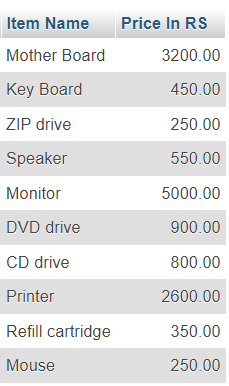 Item Name Price In RS
Mother Board 3200.00
Key Board 450.00
ZIP drive 250.00
Speaker 550.00
Monitor 5000.00
DVD drive 900.00
CD drive 800.00
Printer 2600.00
Refill cartridge 350.00
Mouse 250.00